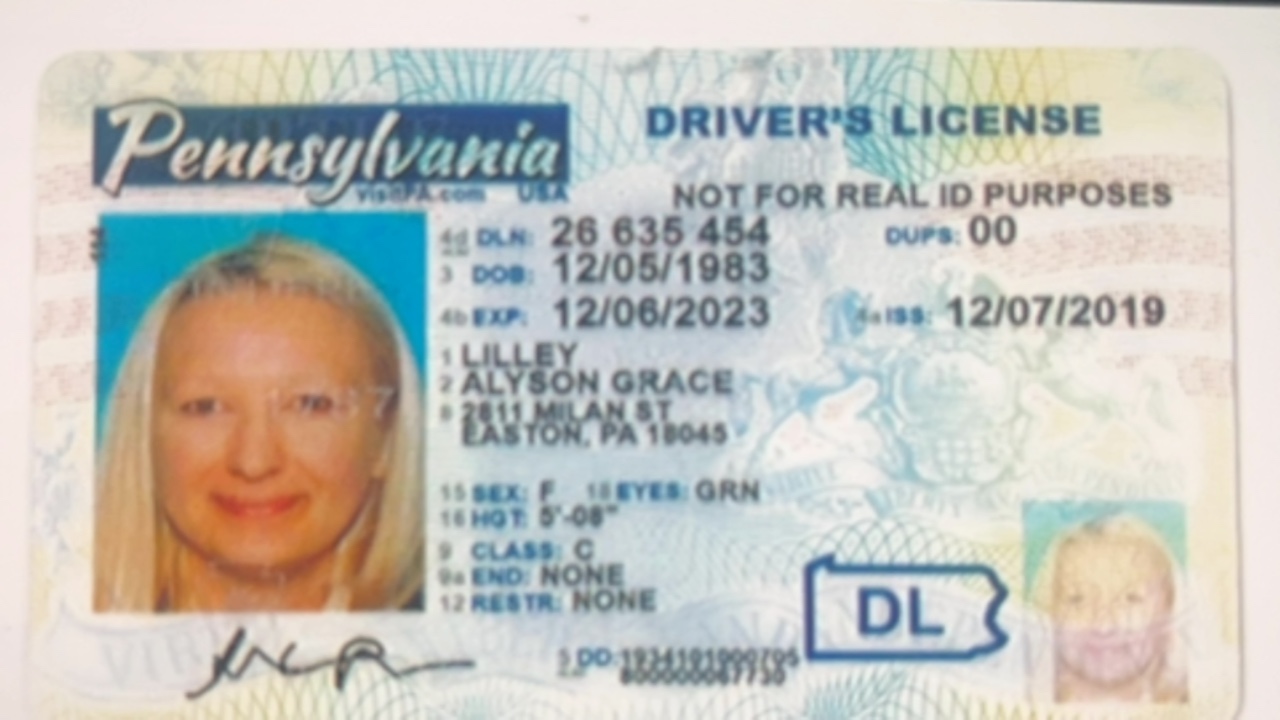 Pennsylvania
visitPA.com USA
DRIVER'S LICENSE
NOT FOR REAL ID PURPOSES
4d DLN: 26 635 454 DUPS: 00
3 DOB: 12/05/1983
4b EXP: 12/06/2023 4a ISS: 12/07/2019
1 LILLEY
2 ALYSON GRACE
8 2811 MILAN ST
EASTON, PA 18045
15 SEX: F 18 EYES: GRN
16 HGT: 5'-08"
9 CLASS: C
9a END: NONE
12 RESTR: NONE
DL
5 DD: 1934101000705
800000067730